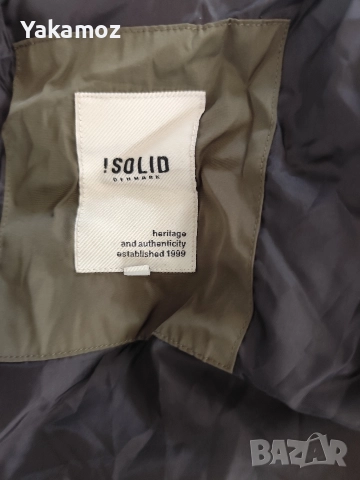 Yakamoz
!SOLID
DENMARK
heritage
and authenticity
established 1999
BAZAR